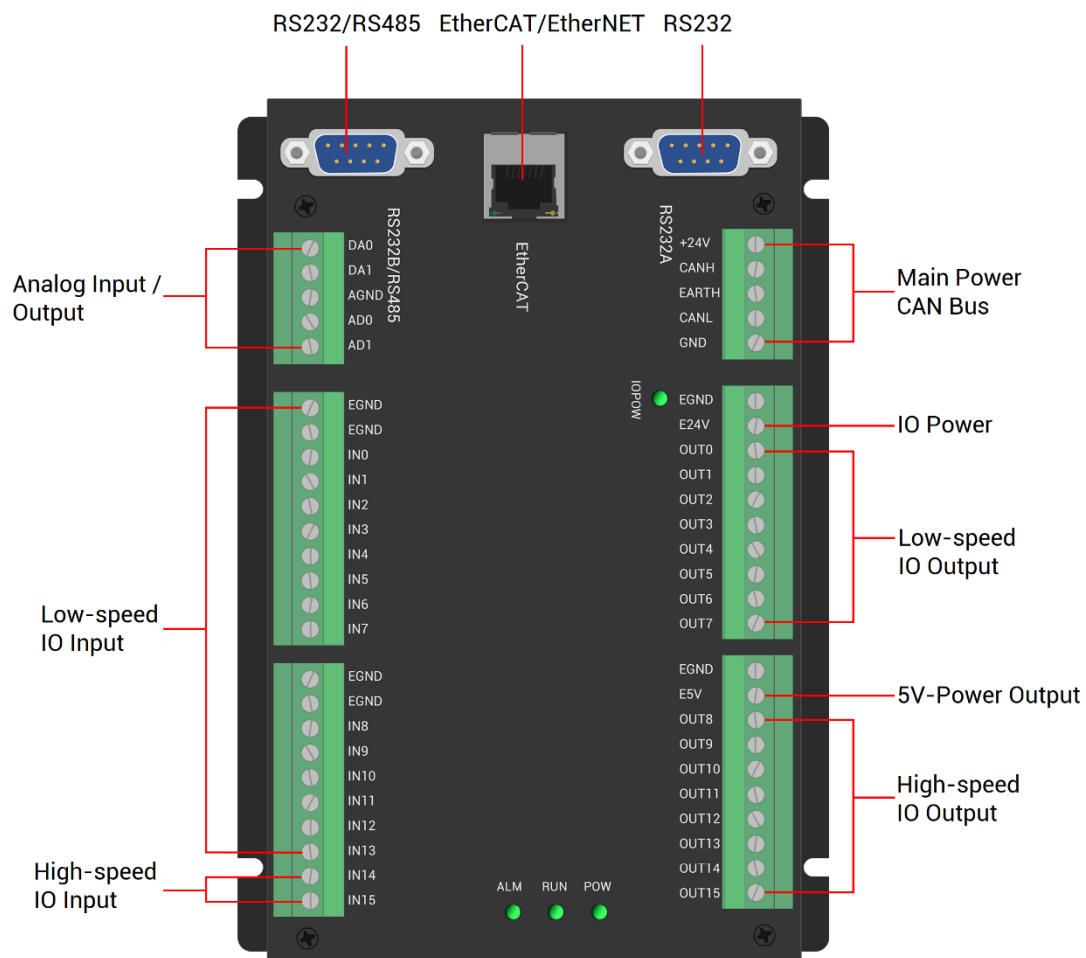 RS232/RS485 EtherCAT/EtherNET RS232
RS232B/RS485
EtherCAT
RS232A
Analog Input /
Output
DA0
DA1
AGND
AD0
AD1
+24V
CANH
EARTH
CANL
GND
Main Power
CAN Bus
Low-speed
IO Input
EGND
EGND
IN0
IN1
IN2
IN3
IN4
IN5
IN6
IN7
IOPOW
EGND
E24V
OUT0
OUT1
OUT2
OUT3
OUT4
OUT5
OUT6
OUT7
IO Power
Low-speed
IO Output
EGND
EGND
IN8
IN9
IN10
IN11
IN12
IN13
IN14
IN15
High-speed
IO Input
EGND
E5V
OUT8
OUT9
OUT10
OUT11
OUT12
OUT13
OUT14
OUT15
5V-Power Output
High-speed
IO Output
ALM RUN POW